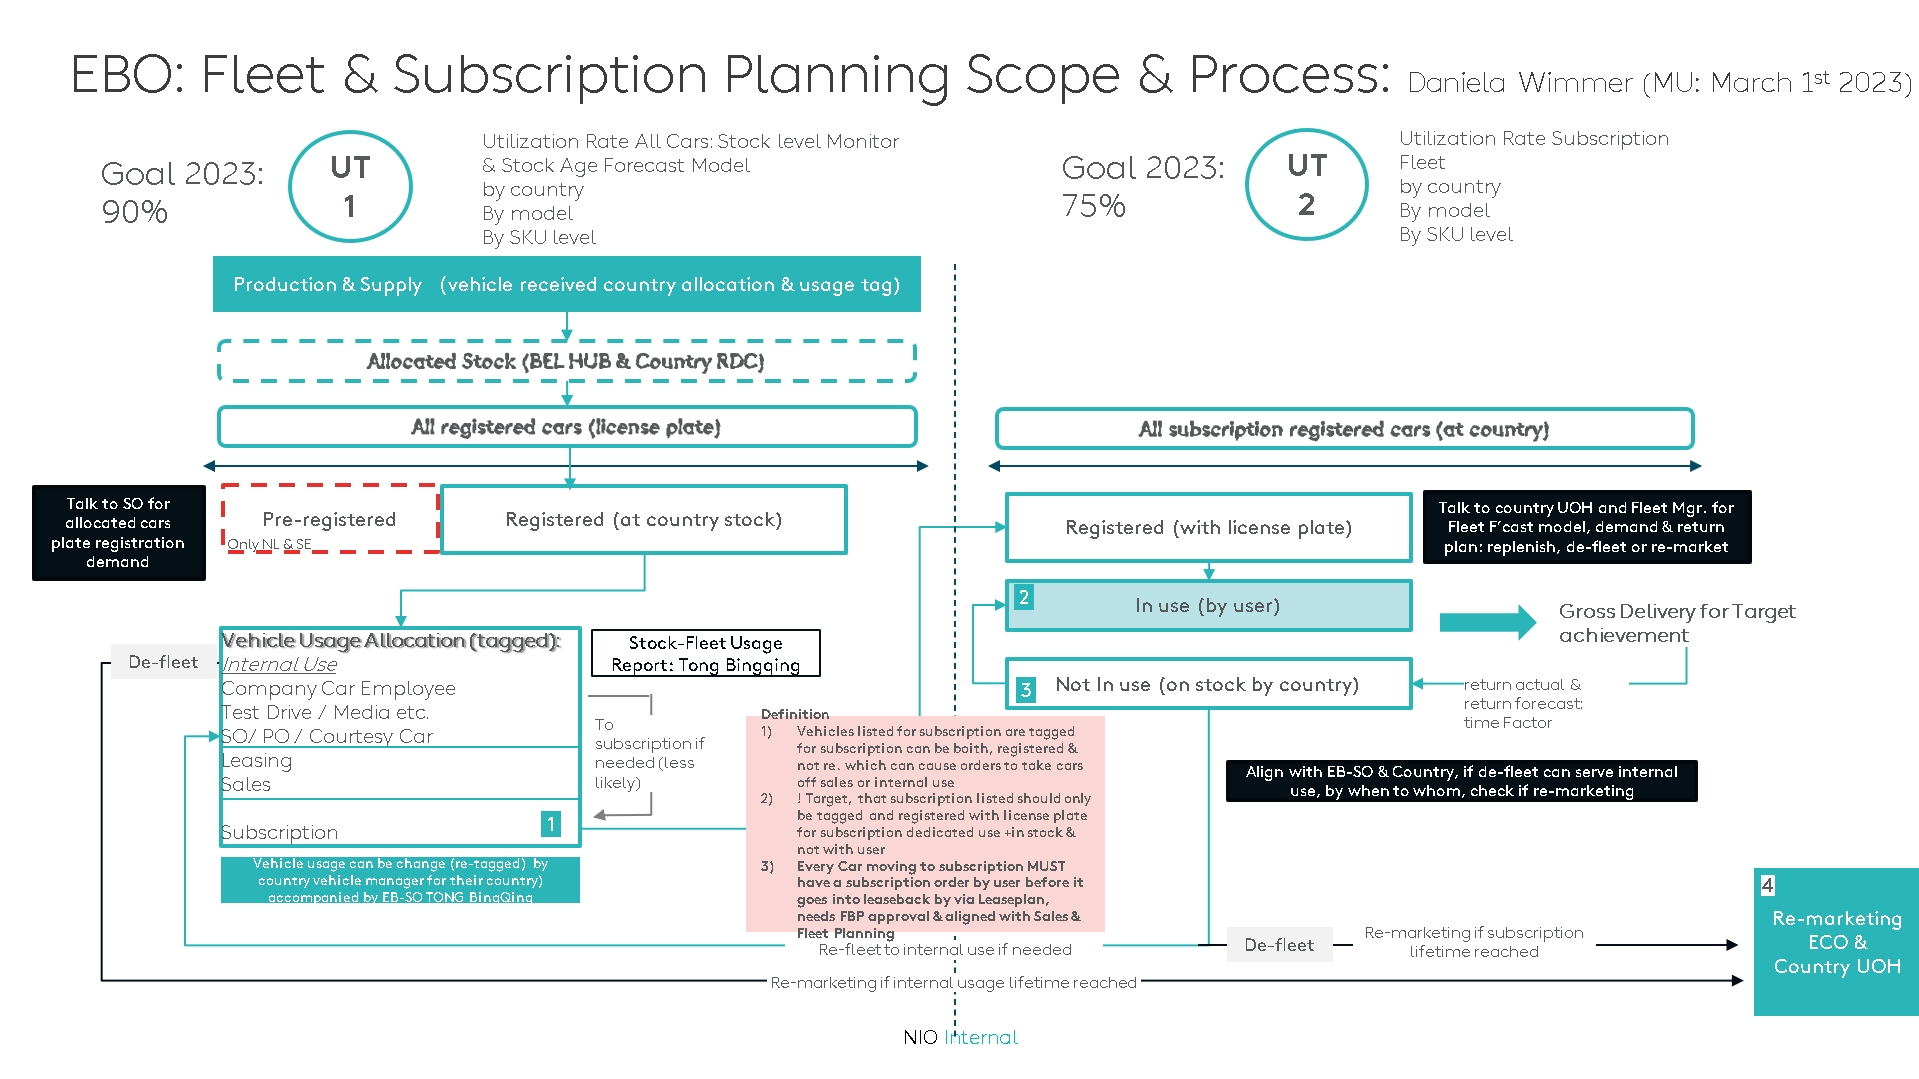 EBO: Fleet & Subscription Planning Scope & Process: Daniela Wimmer (MU: March 1st 2023)
Goal 2023:
90%
UT
1
Utilization Rate All Cars: Stock level Monitor
& Stock Age Forecast Model
by country
By model
By SKU level
Goal 2023:
75%
UT
2
Utilization Rate Subscription
Fleet
by country
By model
By SKU level
Production & Supply (vehicle received country allocation & usage tag)
Allocated Stock (BEL HUB & Country RDC)
All registered cars (license plate)
All subscription registered cars (at country)
Talk to SO for
allocated cars
plate registration
demand
Pre-registered
Only NL & SE
Registered (at country stock)
Registered (with license plate)
Talk to country UOH and Fleet Mgr. for
Fleet F'cast model, demand & return
plan: replenish, de-fleet or re-market
2
In use (by user)
Gross Delivery for Target
achievement
3
Not In use (on stock by country)
return actual &
return forecast:
time Factor
De-fleet
Vehicle Usage Allocation (tagged):
Internal Use
Company Car Employee
Test Drive / Media etc.
SO/ PO / Courtesy Car
Leasing
Sales
Subscription
1
Stock-Fleet Usage
Report: Tong Bingqing
To
subscription if
needed (less
likely)
Vehicle usage can be change (re-tagged) by
country vehicle manager for their country)
accompanied by EB-SO TONG BingQing
Definition
1) Vehicles listed for subscription are tagged
for subscription can be boith, registered &
not re. which can cause orders to take cars
off sales or internal use
2) ! Target, that subscription listed should only
be tagged and registered with license plate
for subscription dedicated use +in stock &
not with user
3) Every Car moving to subscription MUST
have a subscription order by user before it
goes into leaseback by via Leaseplan,
needs FBP approval & aligned with Sales &
Fleet Planning
Align with EB-SO & Country, if de-fleet can serve internal
use, by when to whom, check if re-marketing
Re-fleet to internal use if needed
De-fleet
Re-marketing if subscription
lifetime reached
Re-marketing if internal usage lifetime reached
4
Re-marketing
ECO &
Country UOH
NIO Internal